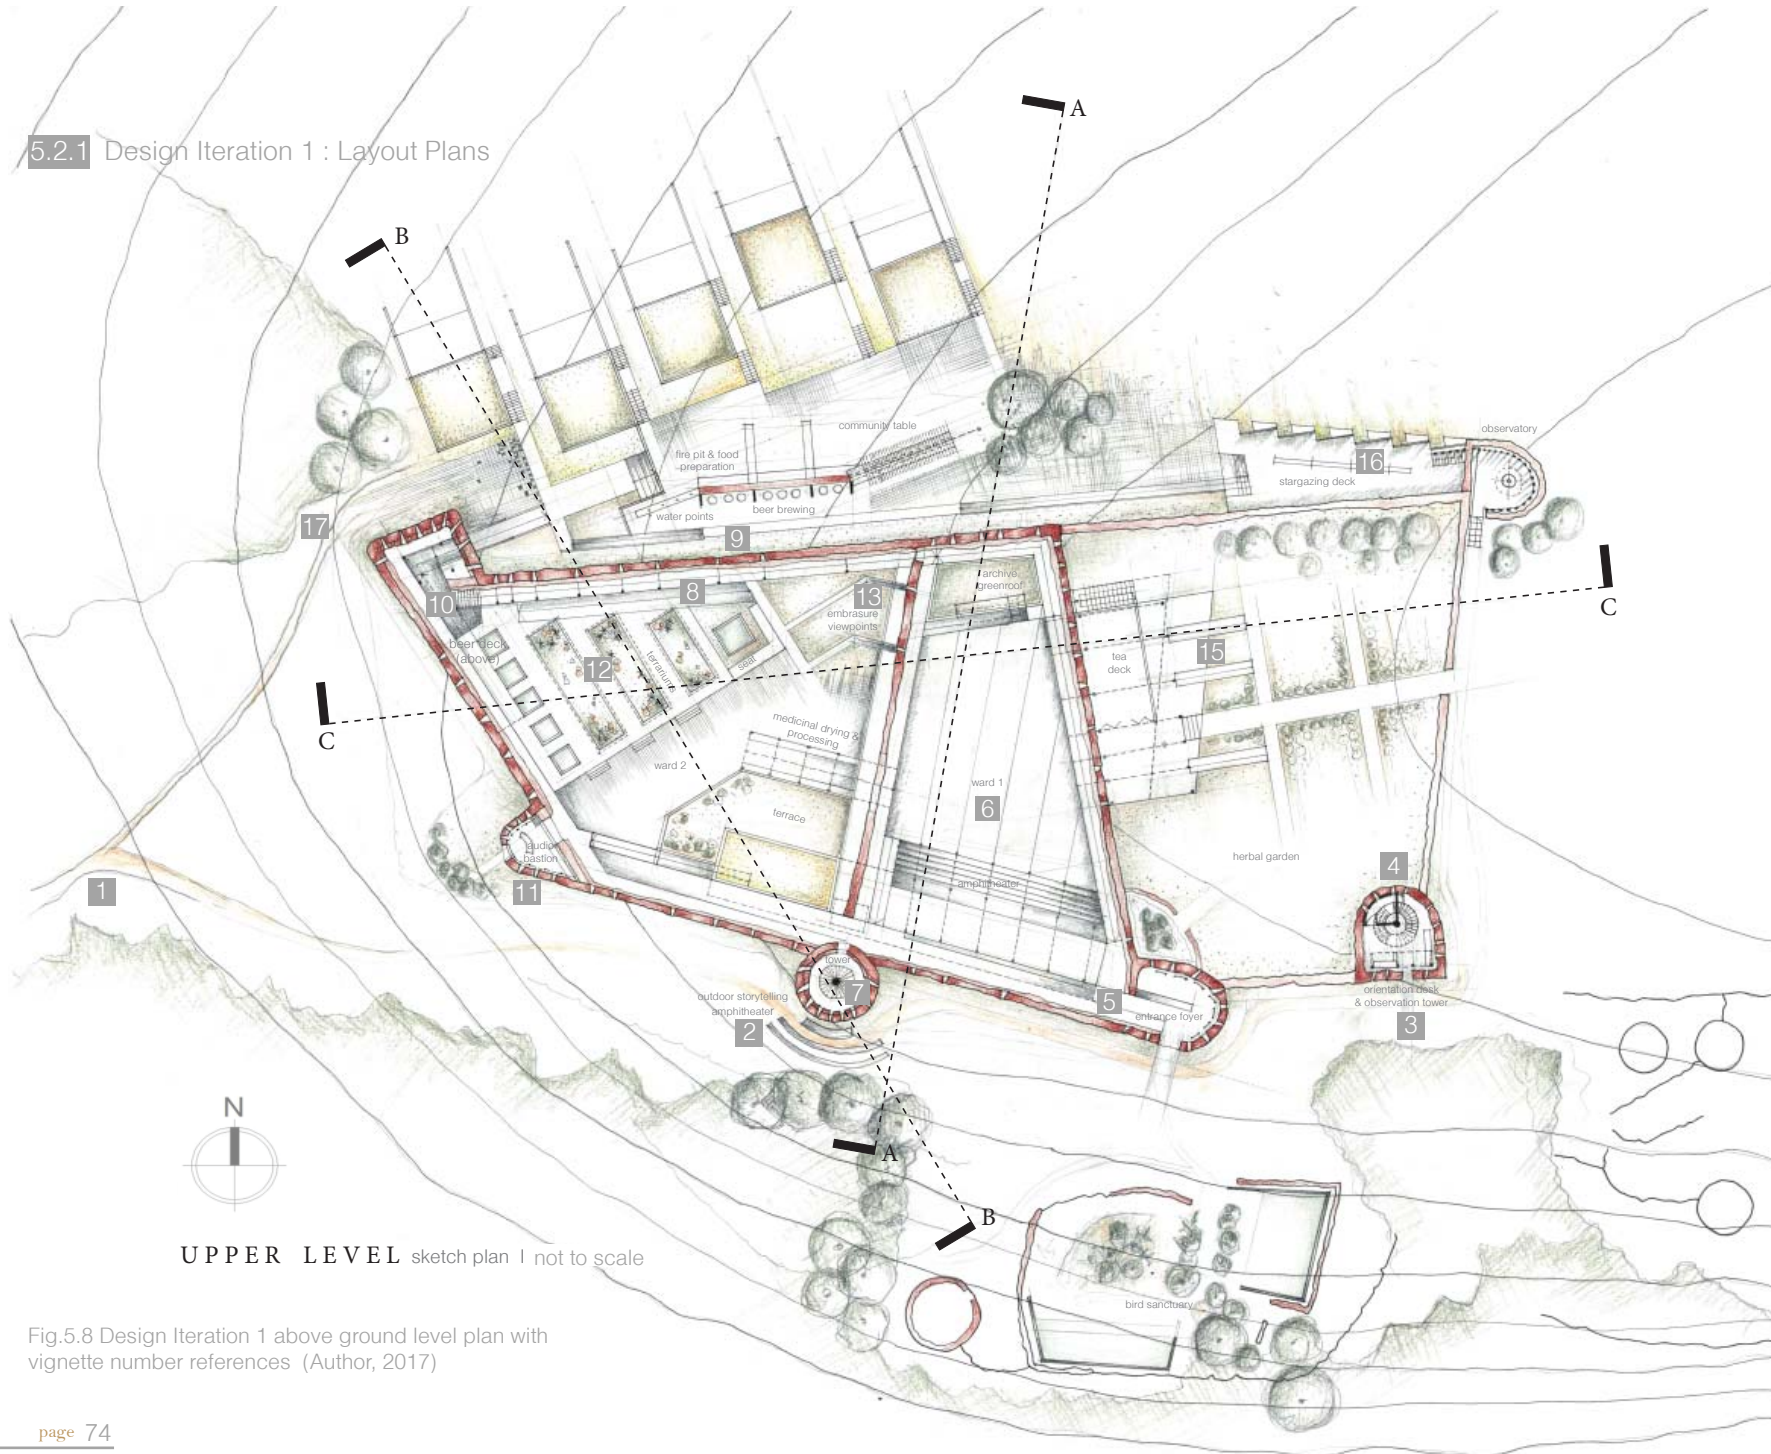 5.2.1 Design Iteration 1 : Layout Plans
A
B
observatory
community table
fire pit & food
preparation
16
stargazing deck
beer brewing
water points
17
9
archive
greenroof
8
13
10
embrasure
viewpoints
C
beer deck
(above)
12
terrariums
seat
tea
deck
15
C
medicinal drying &
processing
ward 2
ward 1
6
terrace
audio
bastion
11
herbal garden
4
1
amphitheater
tower
7
outdoor storytelling
amphitheater
2
5
entrance foyer
orientation desk
& observation tower
3
N
A
B
UPPER LEVEL sketch plan | not to scale
bird sanctuary
Fig.5.8 Design Iteration 1 above ground level plan with
vignette number references (Author, 2017)
page 74